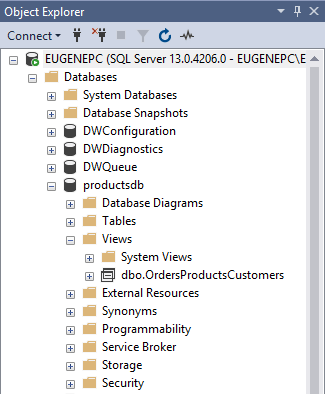 Object Explorer
Connect
EUGENEPC (SQL Server 13.0.4206.0 - EUGENEPC\E
Databases
System Databases
Database Snapshots
DWConfiguration
DWDiagnostics
DWQueue
productsdb
Database Diagrams
Tables
Views
System Views
dbo.OrdersProductsCustomers
External Resources
Synonyms
Programmability
Service Broker
Storage
Security